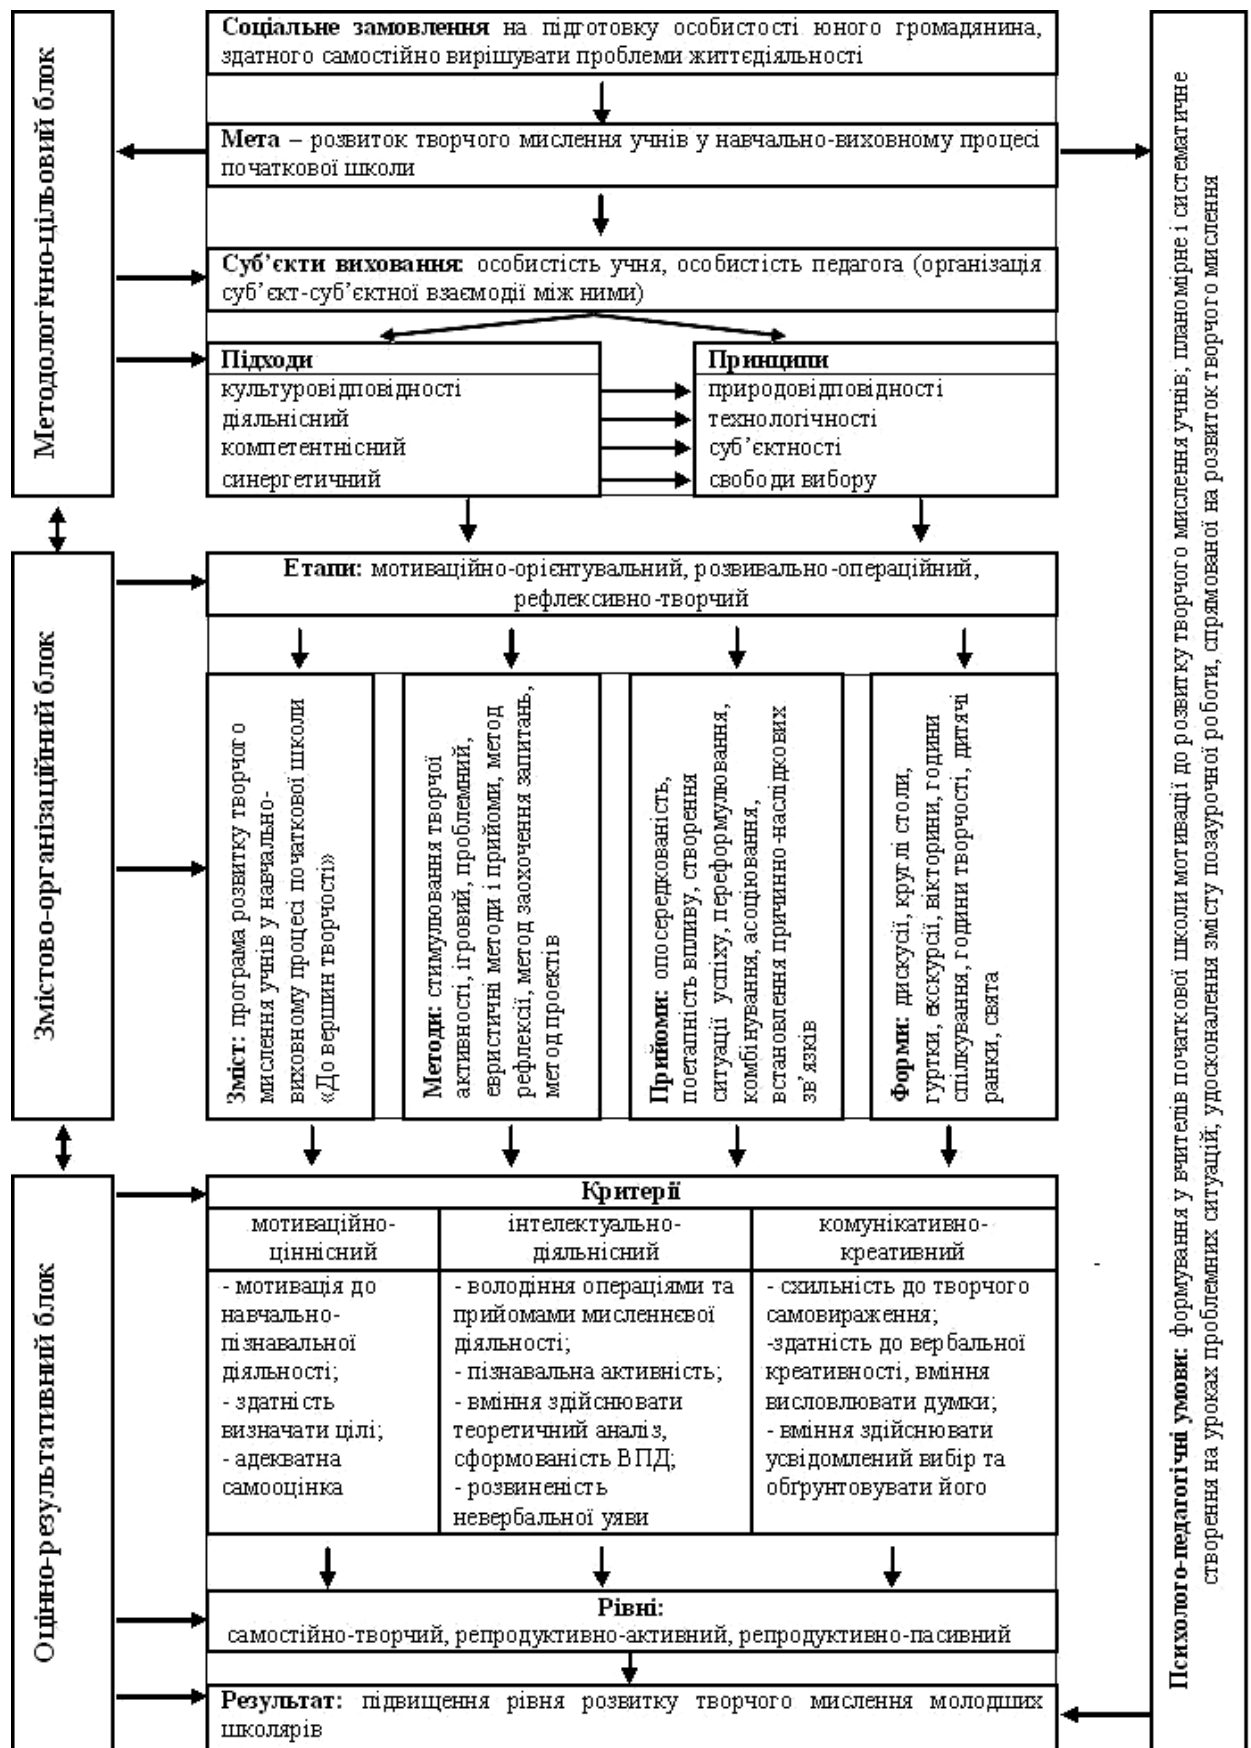 Методологічно-цільовий блок
Соціальне замовлення на підготовку особистості юного громадянина,
здатного самостійно вирішувати проблеми життєдіяльності
Мета – розвиток творчого мислення учнів у навчально-виховному процесі
початкової школи
Суб’єкти виховання: особистість учня, особистість педагога (організація
суб’єкт-суб’єктної взаємодії між ними)
Підходи
культуровідповідності
діяльнісний
компетентнісний
синергетичний
Принципи
природовідповідності
технологічності
суб’єктності
свободи вибору
Змістово-організаційний блок
Етапи: мотиваційно-орієнтувальний, розвивально-операційний,
рефлексивно-творчий
Зміст: програма розвитку творчого
мислення учнів у навчально-
виховному процесі початкової школи
«До вершин творчості»
Методи: стимулювання творчої
активності, ігровий, проблемний,
евристичні методи і прийоми, метод
рефлексії, метод заохочення запитань,
метод проектів
Прийоми: опосередкованість,
поетапність впливу, створення
ситуації успіху, переформулювання,
комбінування, асоціювання,
встановлення причинно-наслідкових
зв’язків
Форми: дискусії, круглі столи,
гуртки, екскурсії, вікторини, години
спілкування, години творчості, дитячі
ранки, свята
Оцінно-результативний блок
Критерії
мотиваційно-
ціннісний
інтелектуально-
діяльнісний
комунікативно-
креативний
- мотивація до
навчально-
пізнавальної
діяльності;
- здатність
визначати цілі;
- адекватна
самооцінка
- володіння операціями та
прийомами мисленнєвої
діяльності;
- пізнавальна активність;
- вміння здійснювати
теоретичний аналіз,
сформованість ВПД;
- розвиненість
невербальної уяви
- схильність до творчого
самовираження;
-здатність до вербальної
креативності, вміння
висловлювати думки;
- вміння здійснювати
усвідомлений вибір та
обґрунтовувати його
Рівні:
самостійно-творчий, репродуктивно-активний, репродуктивно-пасивний
Результат: підвищення рівня розвитку творчого мислення молодших
школярів
Психолого-педагогічні умови: формування у вчителів початкової школи мотивації до розвитку творчого мислення учнів; планомірне і систематичне
створення на уроках проблемних ситуацій; удосконалення змісту позаурочної роботи, спрямованої на розвиток творчого мислення
-